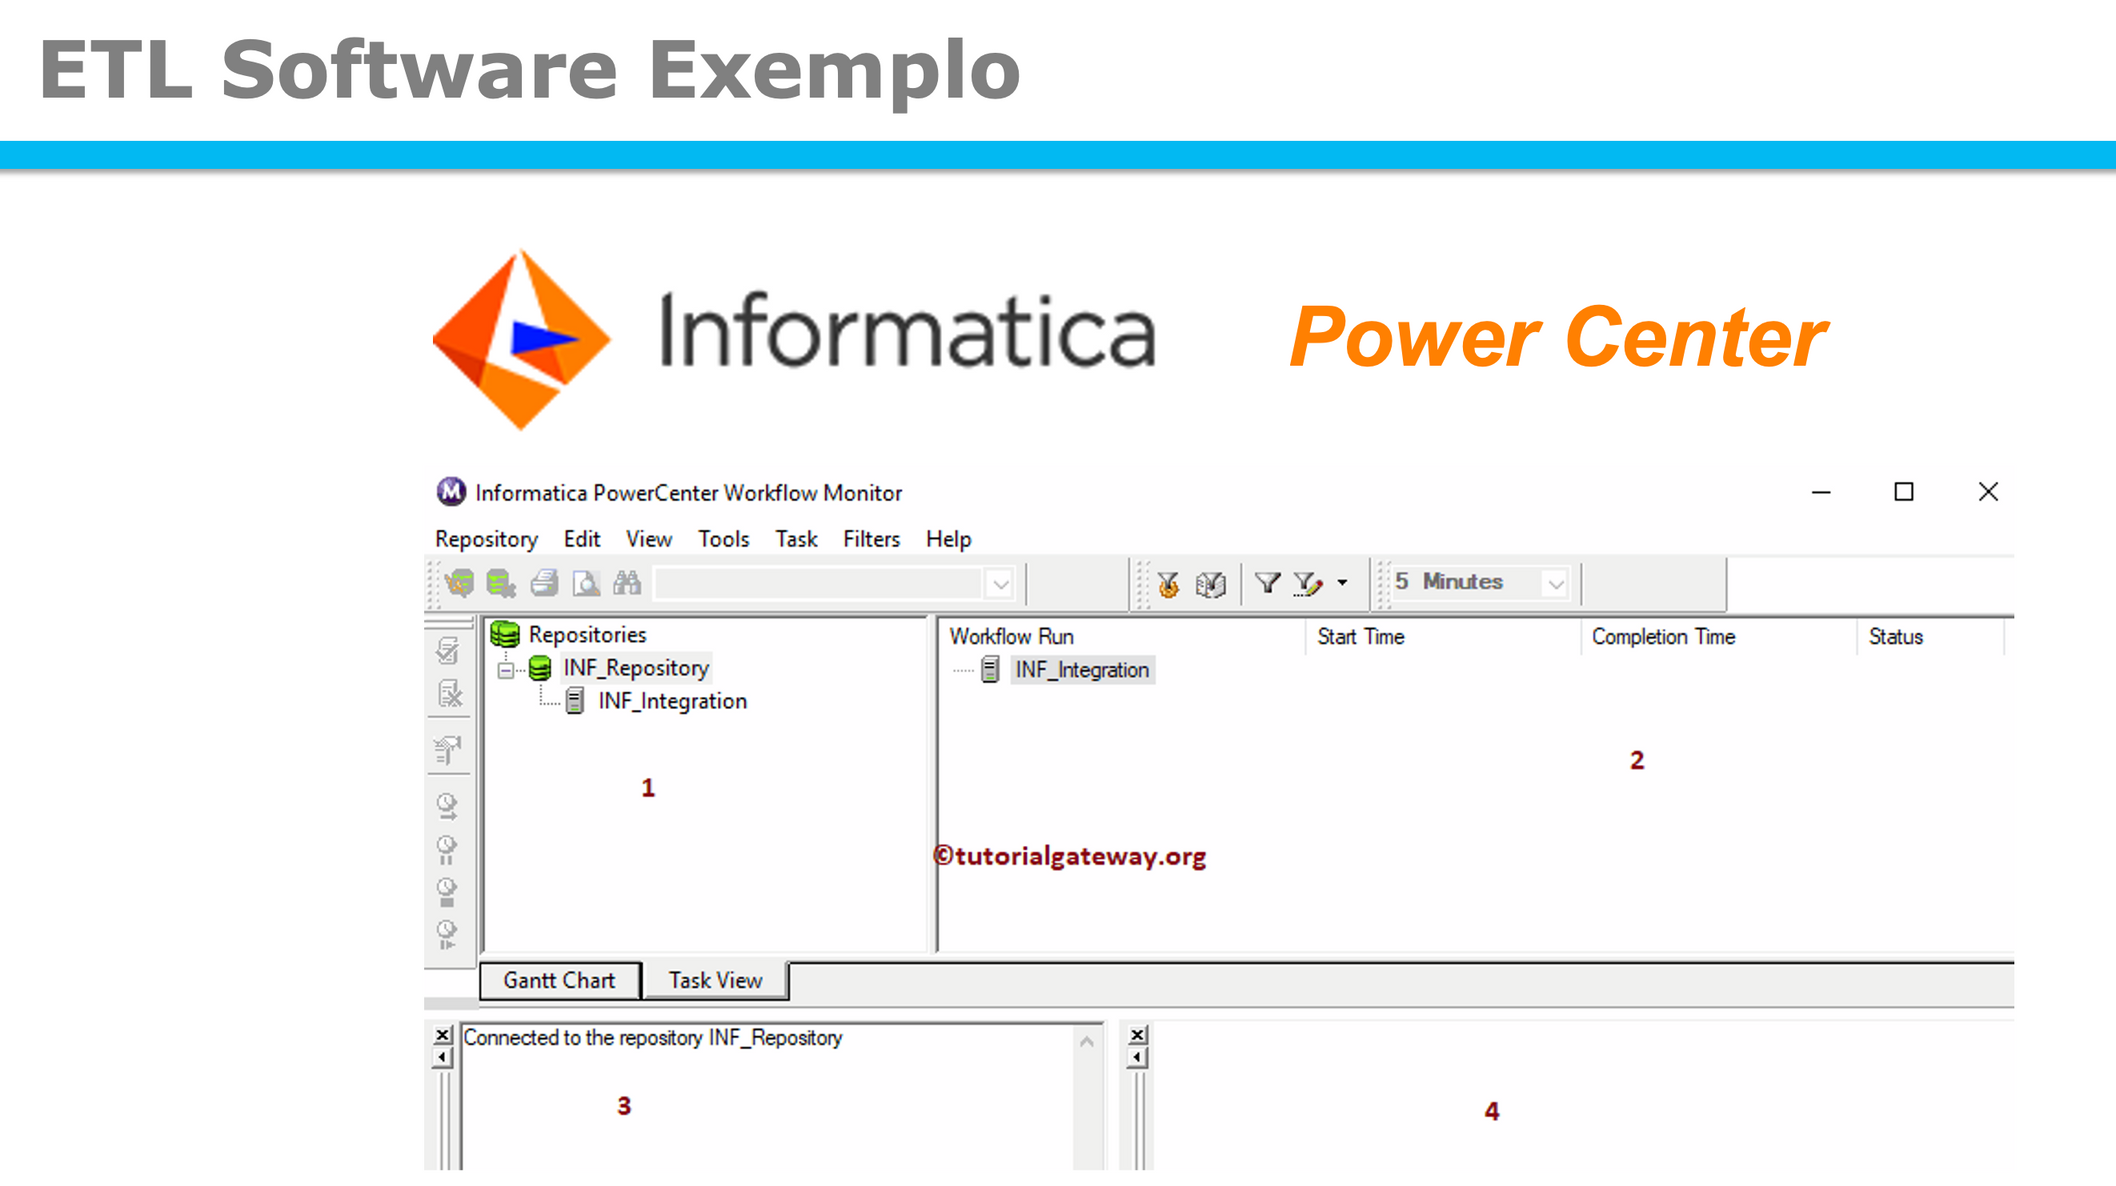 ETL Software Exemplo
Informatica Power Center
M Informatica PowerCenter Workflow Monitor
Repository Edit View Tools Task Filters Help
5 Minutes
Repositories
INF_Repository
INF_Integration
1
Workflow Run Start Time Completion Time Status
INF_Integration
2
©tutorialgateway.org
Gantt Chart Task View
Connected to the repository INF_Repository
3
4